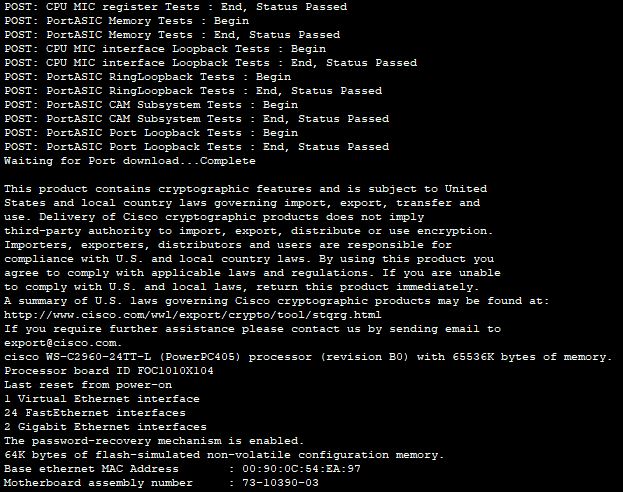 POST: CPU MIC register Tests : End, Status Passed
POST: PortASIC Memory Tests : Begin
POST: PortASIC Memory Tests : End, Status Passed
POST: CPU MIC interface Loopback Tests : Begin
POST: CPU MIC interface Loopback Tests : End, Status Passed
POST: PortASIC RingLoopback Tests : Begin
POST: PortASIC RingLoopback Tests : End, Status Passed
POST: PortASIC CAM Subsystem Tests : Begin
POST: PortASIC CAM Subsystem Tests : End, Status Passed
POST: PortASIC Port Loopback Tests : Begin
POST: PortASIC Port Loopback Tests : End, Status Passed
Waiting for Port download...Complete
This product contains cryptographic features and is subject to United
States and local country laws governing import, export, transfer and
use. Delivery of Cisco cryptographic products does not imply
third-party authority to import, export, distribute or use encryption.
Importers, exporters, distributors and users are responsible for
compliance with U.S. and local country laws. By using this product you
agree to comply with applicable laws and regulations. If you are unable
to comply with U.S. and local laws, return this product immediately.
A summary of U.S. laws governing Cisco cryptographic products may be found at:
http://www.cisco.com/wwl/export/crypto/tool/stqrg.html
If you require further assistance please contact us by sending email to
export@cisco.com.
cisco WS-C2960-24TT-L (PowerPC405) processor (revision B0) with 65536K bytes of memory.
Processor board ID FOC1010X104
Last reset from power-on
1 Virtual Ethernet interface
24 FastEthernet interfaces
2 Gigabit Ethernet interfaces
The password-recovery mechanism is enabled.
64K bytes of flash-simulated non-volatile configuration memory.
Base ethernet MAC Address : 00:90:0C:54:EA:97
Motherboard assembly number : 73-10390-03